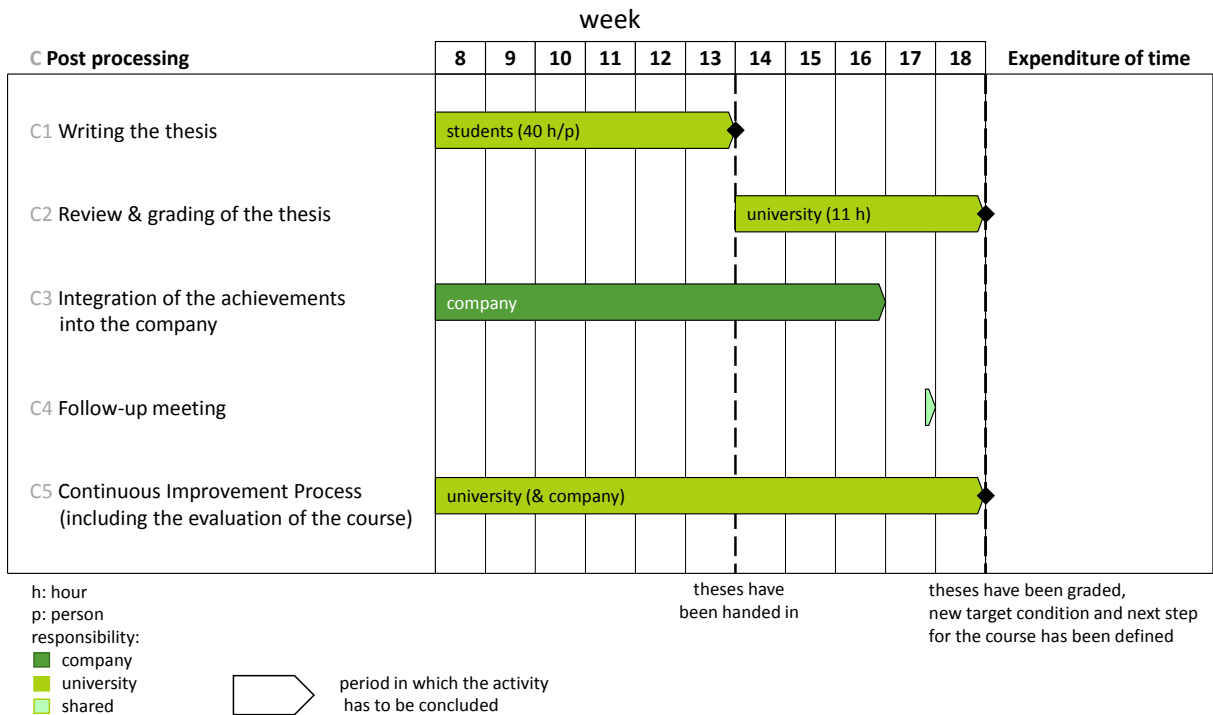 week
C Post processing 8 9 10 11 12 13 14 15 16 17 18 Expenditure of time
C1 Writing the thesis students (40 h/p)
C2 Review & grading of the thesis university (11 h)
C3 Integration of the achievements
into the company
company
C4 Follow-up meeting
C5 Continuous Improvement Process
(including the evaluation of the course)
university (& company)
theses have
been handed in
theses have been graded,
new target condition and next step
for the course has been defined
h: hour
p: person
responsibility:
company
university
shared
period in which the activity
has to be concluded